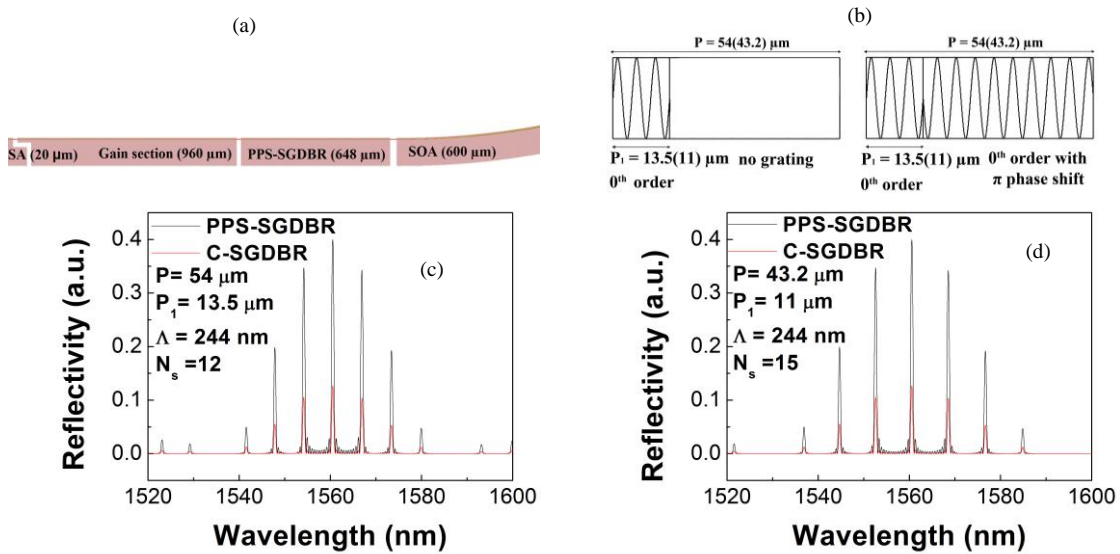 (a)
SA (20 μm) Gain section (960 μm) PPS-SGDBR (648 μm) SOA (600 μm)
(b)
P = 54(43.2) μm
P = 54(43.2) μm
P₁ = 13.5(11) μm no grating
0th order
P₁ = 13.5(11) μm 0th order with
0th order π phase shift
(c)
PPS-SGDBR
C-SGDBR
P= 54 μm
P₁= 13.5 μm
Λ = 244 nm
Nₛ =12
Reflectivity (a.u.)
0.4
0.3
0.2
0.1
0.0
1520 1540 1560 1580 1600
Wavelength (nm)
(d)
PPS-SGDBR
C-SGDBR
P= 43.2 μm
P₁= 11 μm
Λ = 244 nm
Nₛ =15
Reflectivity (a.u.)
0.4
0.3
0.2
0.1
0.0
1520 1540 1560 1580 1600
Wavelength (nm)